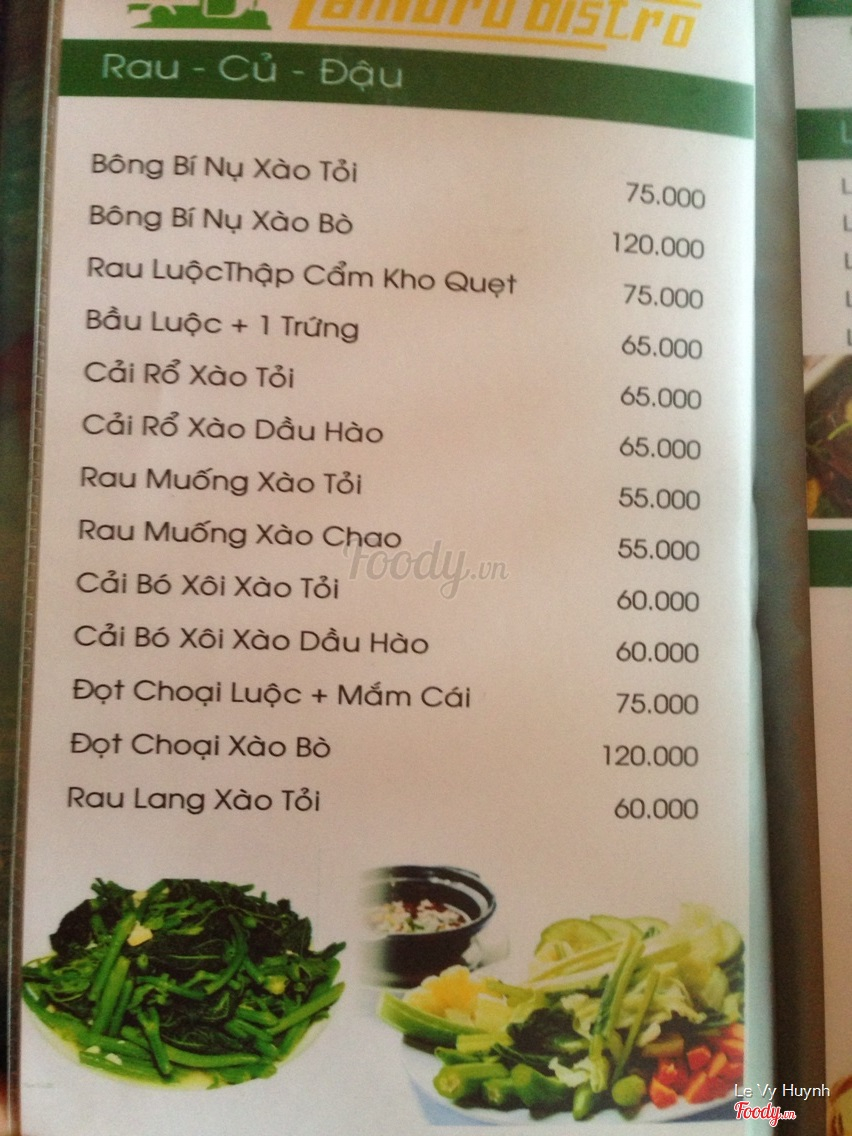 Lamoro bistro
Rau - Củ - Đậu
Bông Bí Nụ Xào Tỏi 75.000
Bông Bí Nụ Xào Bò 120.000
Rau LuộcThập Cẩm Kho Quẹt 75.000
Bầu Luộc + 1 Trứng 65.000
Cải Rổ Xào Tỏi 65.000
Cải Rổ Xào Dầu Hào 65.000
Rau Muống Xào Tỏi 55.000
Rau Muống Xào Chao 55.000
Cải Bó Xôi Xào Tỏi 60.000
Cải Bó Xôi Xào Dầu Hào 60.000
Đọt Choại Luộc + Mắm Cái 75.000
Đọt Choại Xào Bò 120.000
Rau Lang Xào Tỏi 60.000
Foody.vn
Le Vy Huynh
Foody.vn